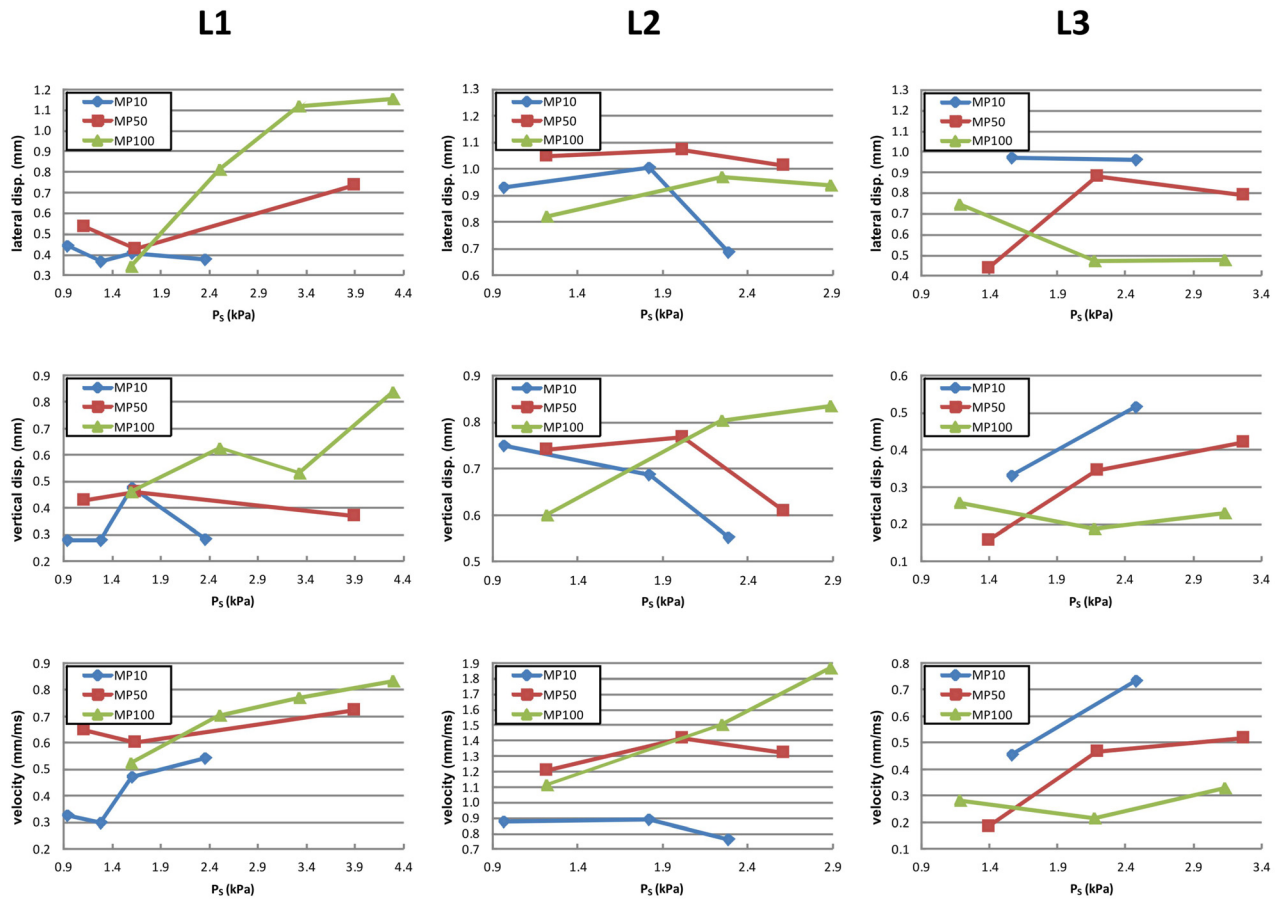 L1 L2 L3
lateral disp. (mm)
1.2
1.1
1.0
0.9
0.8
0.7
0.6
0.5
0.4
0.3
MP10
MP50
MP100
0.9 1.4 1.9 2.4 2.9 3.4 3.9 4.4
PS (kPa)
lateral disp. (mm)
1.3
1.2
1.1
1.0
0.9
0.8
0.7
0.6
MP10
MP50
MP100
0.9 1.4 1.9 2.4 2.9
PS (kPa)
lateral disp. (mm)
1.3
1.2
1.1
1.0
0.9
0.8
0.7
0.6
0.5
0.4
MP10
MP50
MP100
0.9 1.4 1.9 2.4 2.9 3.4
PS (kPa)
vertical disp. (mm)
0.9
0.8
0.7
0.6
0.5
0.4
0.3
0.2
MP10
MP50
MP100
0.9 1.4 1.9 2.4 2.9 3.4 3.9 4.4
PS (kPa)
vertical disp. (mm)
0.9
0.8
0.7
0.6
0.5
MP10
MP50
MP100
0.9 1.4 1.9 2.4 2.9
PS (kPa)
vertical disp. (mm)
0.6
0.5
0.4
0.3
0.2
0.1
MP10
MP50
MP100
0.9 1.4 1.9 2.4 2.9 3.4
PS (kPa)
velocity (mm/ms)
0.9
0.8
0.7
0.6
0.5
0.4
0.3
0.2
MP10
MP50
MP100
0.9 1.4 1.9 2.4 2.9 3.4 3.9 4.4
PS (kPa)
velocity (mm/ms)
1.9
1.8
1.7
1.6
1.5
1.4
1.3
1.2
1.1
1.0
0.9
0.8
0.7
MP10
MP50
MP100
0.9 1.4 1.9 2.4 2.9
PS (kPa)
velocity (mm/ms)
0.8
0.7
0.6
0.5
0.4
0.3
0.2
0.1
MP10
MP50
MP100
0.9 1.4 1.9 2.4 2.9 3.4
PS (kPa)